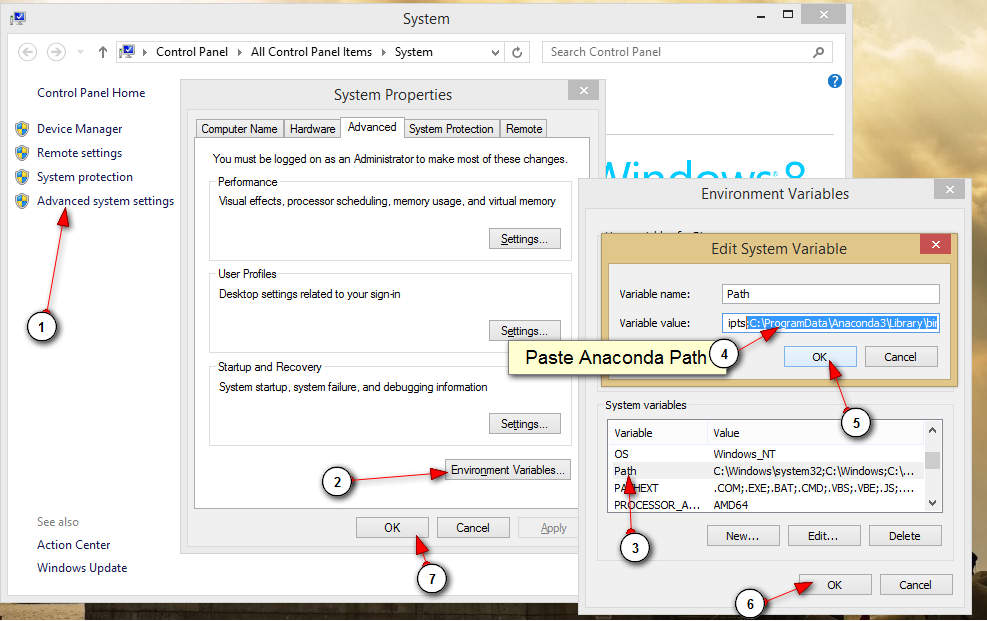 System
Control Panel All Control Panel Items System
Search Control Panel
Control Panel Home
Device Manager
Remote settings
System protection
Advanced system settings
1
See also
Action Center
Windows Update
System Properties
Computer Name Hardware Advanced System Protection Remote
You must be logged on as an Administrator to make most of these changes.
Performance
Visual effects, processor scheduling, memory usage, and virtual memory
Settings...
User Profiles
Desktop settings related to your sign-in
Settings...
Startup and Recovery
System startup, system failure, and debugging information
Settings...
2
Environment Variables...
OK Cancel Apply
7
Windows 8
Environment Variables
Edit System Variable
Variable name: Path
Variable value: ipts;C:\ProgramData\Anaconda3\Library\bin
Paste Anaconda Path 4
OK Cancel
5
System variables
Variable Value
OS Windows_NT
Path C:\Windows\system32;C:\Windows;C:\...
PATHEXT .COM;.EXE;.BAT;.CMD;.VBS;.VBE;.JS;....
PROCESSOR_A... AMD64
3
New... Edit... Delete
OK Cancel
6